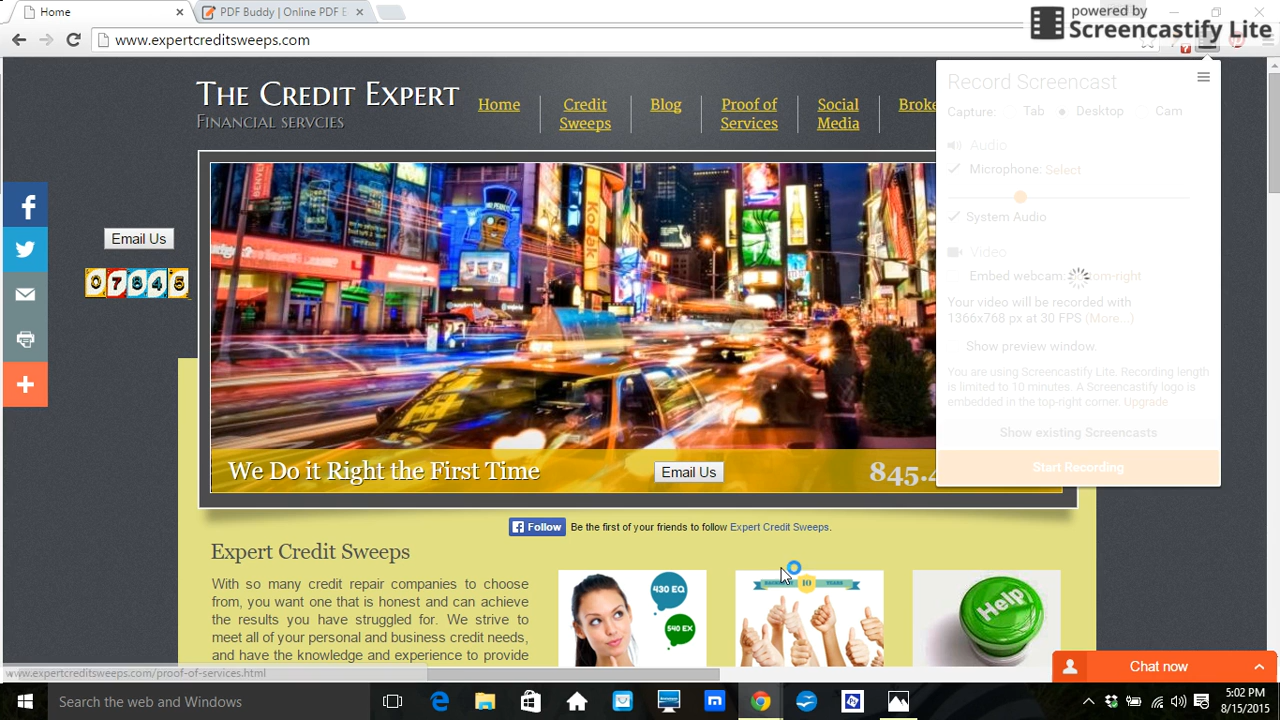 Home
PDF Buddy | Online PDF E
powered by
Screencastify Lite
www.expertcreditsweeps.com
The Credit Expert
Financial servcies
Home
Credit
Sweeps
Blog
Proof of
Services
Social
Media
Broke
Record Screencast
Capture: Tab Desktop Cam
Audio
Microphone: Select
System Audio
Video
Embed webcam: om-right
Your video will be recorded with
1366x768 px at 30 FPS (More...)
Show preview window.
You are using Screencastify Lite. Recording length
is limited to 10 minutes. A Screencastify logo is
embedded in the top-right corner. Upgrade
Show existing Screencasts
Start Recording
f
Email Us
07845
Kodak
We Do it Right the First Time
Email Us
845.4
Follow Be the first of your friends to follow Expert Credit Sweeps.
Expert Credit Sweeps
With so many credit repair companies to choose
from, you want one that is honest and can achieve
the results you have struggled for. We strive to
meet all of your personal and business credit needs,
and have the knowledge and experience to provide
430 EQ
540 EX
10 YEARS
Help
www.expertcreditsweeps.com/proof-of-services.html
Chat now
Search the web and Windows
5:02 PM
8/15/2015